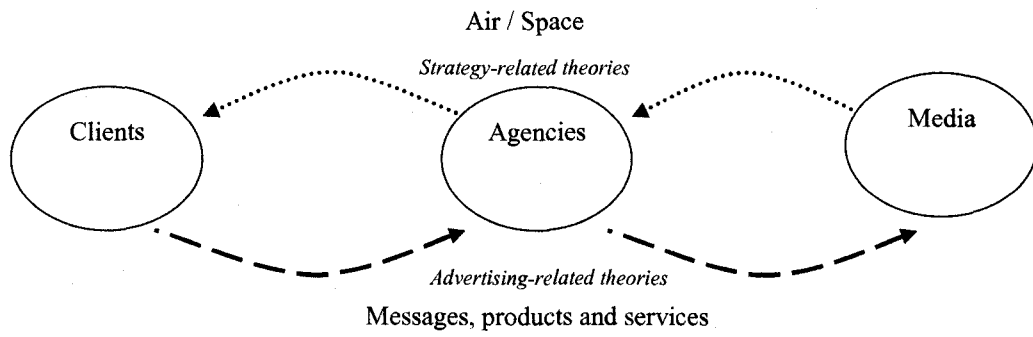 Air / Space
Strategy-related theories
Clients
Agencies
Media
Advertising-related theories
Messages, products and services